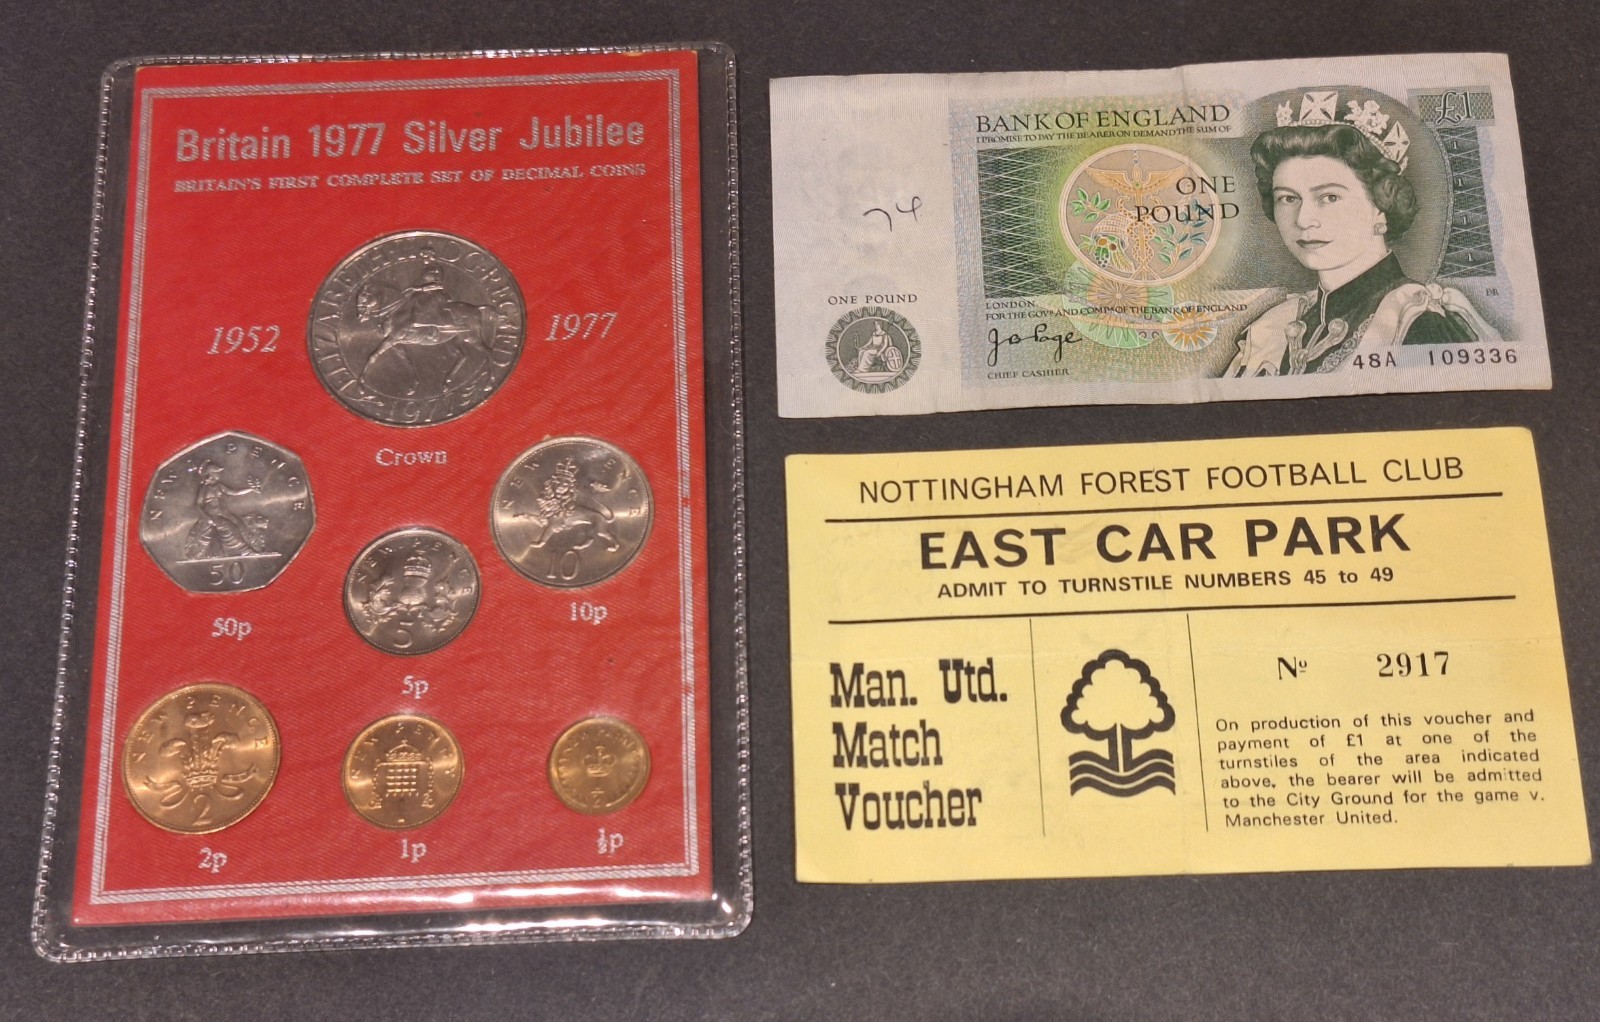 Britain 1977 Silver Jubilee
BRITAIN'S FIRST COMPLETE SET OF DECIMAL COINS
1952
1977
ELIZABETH·II D·G·REG F·D
1977
Crown
NEW PENCE
50
50p
NEW PENCE
10
10p
NEW PENCE
5
5p
NEW PENCE
2
2p
NEW PENCE
1
1p
½
½p
BANK OF ENGLAND
I PROMISE TO PAY THE BEARER ON DEMAND THE SUM OF
£1
ONE
POUND
74
ONE POUND
LONDON
FOR THE GOVR AND COMPA OF THE BANK OF ENGLAND
J B Page
CHIEF CASHIER
48A 109336
NOTTINGHAM FOREST FOOTBALL CLUB
EAST CAR PARK
ADMIT TO TURNSTILE NUMBERS 45 to 49
Man. Utd.
Match
Voucher
Nº 2917
On production of this voucher and
payment of £1 at one of the
turnstiles of the area indicated
above, the bearer will be admitted
to the City Ground for the game v.
Manchester United.